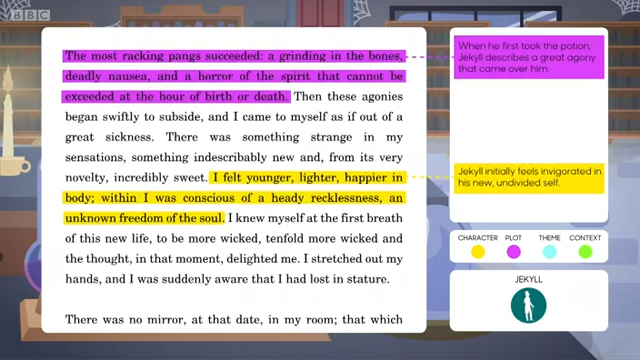 BBC
The most racking pangs succeeded: a grinding in the bones,
deadly nausea, and a horror of the spirit that cannot be
exceeded at the hour of birth or death. Then these agonies
began swiftly to subside, and I came to myself as if out of a
great sickness. There was something strange in my
sensations, something indescribably new and, from its very
novelty, incredibly sweet. I felt younger, lighter, happier in
body; within I was conscious of a heady recklessness, an
unknown freedom of the soul. I knew myself at the first breath
of this new life, to be more wicked, tenfold more wicked and
the thought, in that moment, delighted me. I stretched out my
hands, and I was suddenly aware that I had lost in stature.
There was no mirror, at that date, in my room; that which
When he first took the potion,
Jekyll describes a great agony
that came over him.
Jekyll initially feels invigorated in
his new, undivided self.
CHARACTER PLOT THEME CONTEXT
JEKYLL